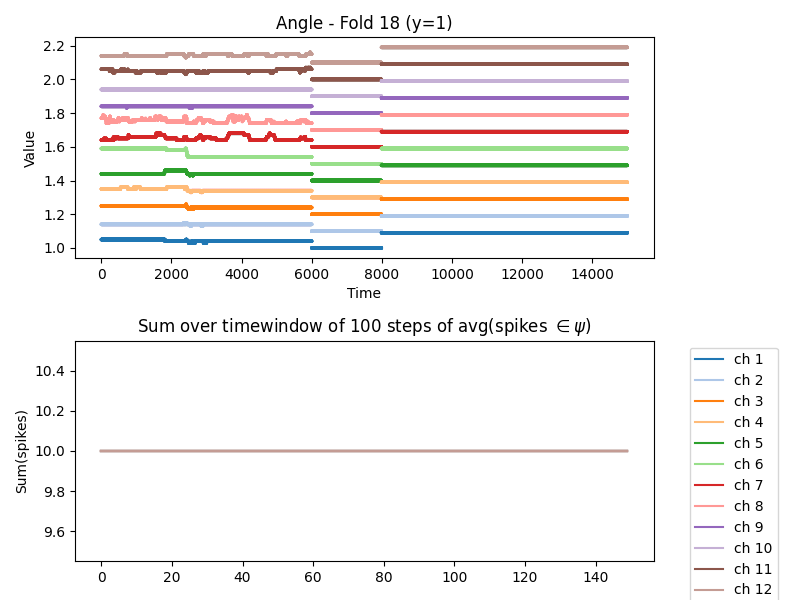 Angle - Fold 18 (y=1)
Value
2.2
2.0
1.8
1.6
1.4
1.2
1.0
0 2000 4000 6000 8000 10000 12000 14000
Time
Sum over timewindow of 100 steps of avg(spikes ∈ ψ)
Sum(spikes)
10.4
10.2
10.0
9.8
9.6
0 20 40 60 80 100 120 140
ch 1
ch 2
ch 3
ch 4
ch 5
ch 6
ch 7
ch 8
ch 9
ch 10
ch 11
ch 12